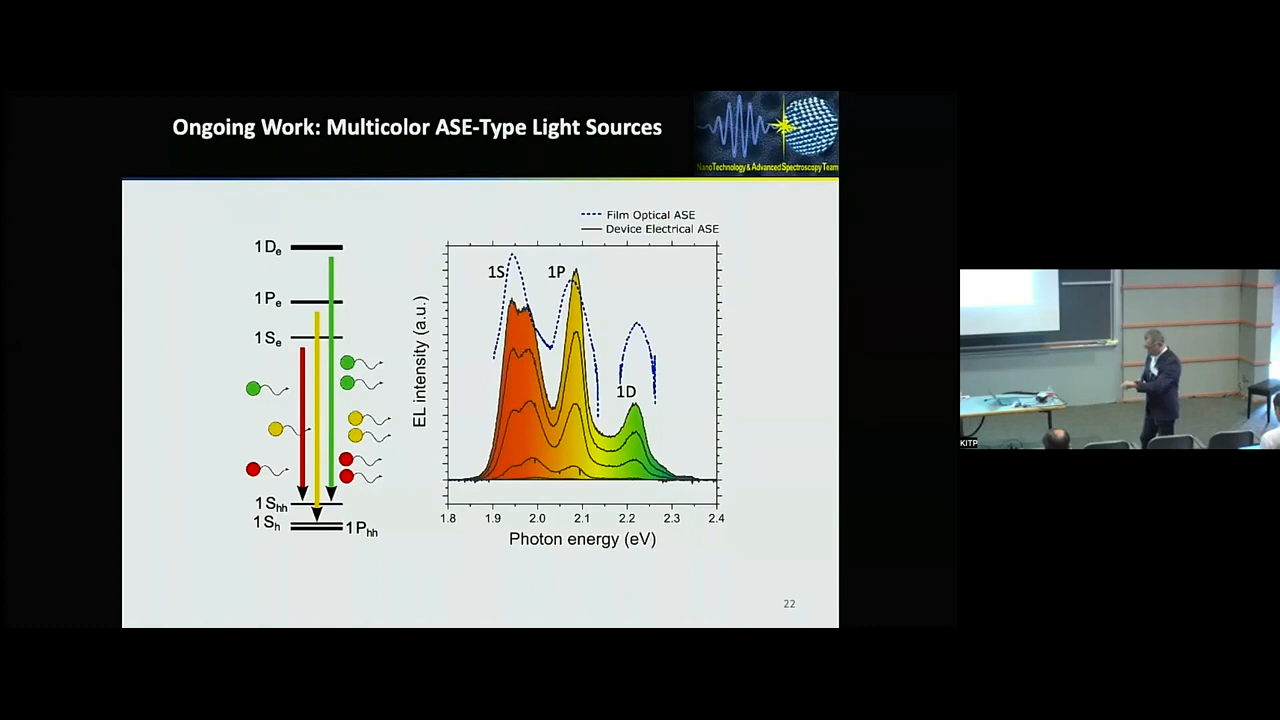 Ongoing Work: Multicolor ASE-Type Light Sources
NanoTechnology & Advanced Spectroscopy Team
Film Optical ASE
Device Electrical ASE
1De
1Pe
1Se
1Shh
1Sh
1Phh
1S
1P
1D
EL intensity (a.u.)
1.8 1.9 2.0 2.1 2.2 2.3 2.4
Photon energy (eV)
22
KITP